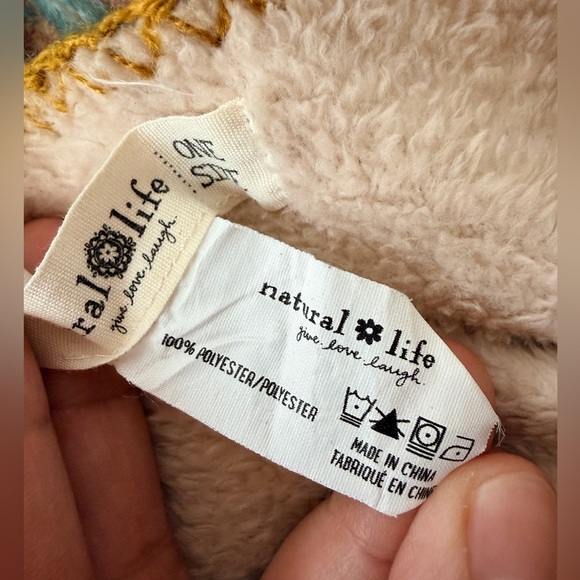 ONE
SIZE
ral life
give.love.laugh.
natural life
give.love.laugh.
100% POLYESTER/POLYESTER
MADE IN CHINA
FABRIQUÉ EN CHINE